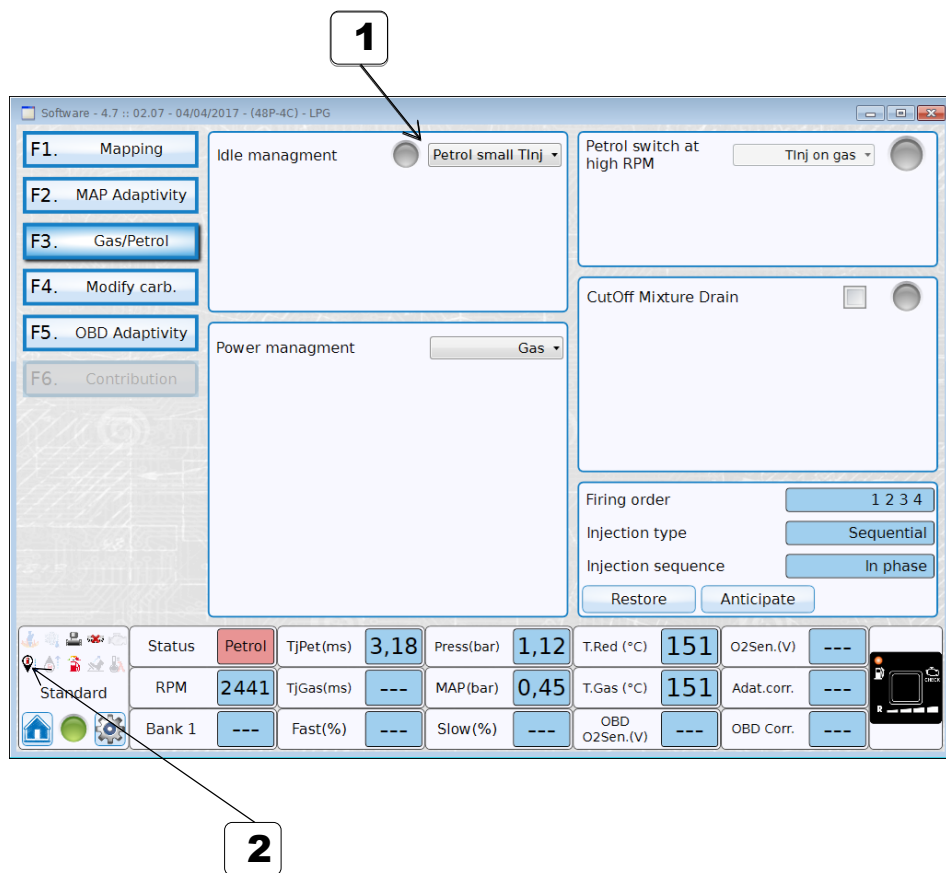 1
Software - 4.7 :: 02.07 - 04/04/2017 - (48P-4C) - LPG
F1. Mapping
F2. MAP Adaptivity
F3. Gas/Petrol
F4. Modify carb.
F5. OBD Adaptivity
F6. Contribution
Idle managment
Petrol small TInj
Power managment
Gas
Petrol switch at
high RPM
TInj on gas
CutOff Mixture Drain
Firing order
1 2 3 4
Injection type
Sequential
Injection sequence
In phase
Restore
Anticipate
Standard
Status Petrol TjPet(ms) 3,18 Press(bar) 1,12 T.Red (°C) 151 O2Sen.(V) ---
RPM 2441 TjGas(ms) --- MAP(bar) 0,45 T.Gas (°C) 151 Adat.corr. ---
Bank 1 --- Fast(%) --- Slow(%) --- OBD
O2Sen.(V) --- OBD Corr. ---
CHECK
R
2